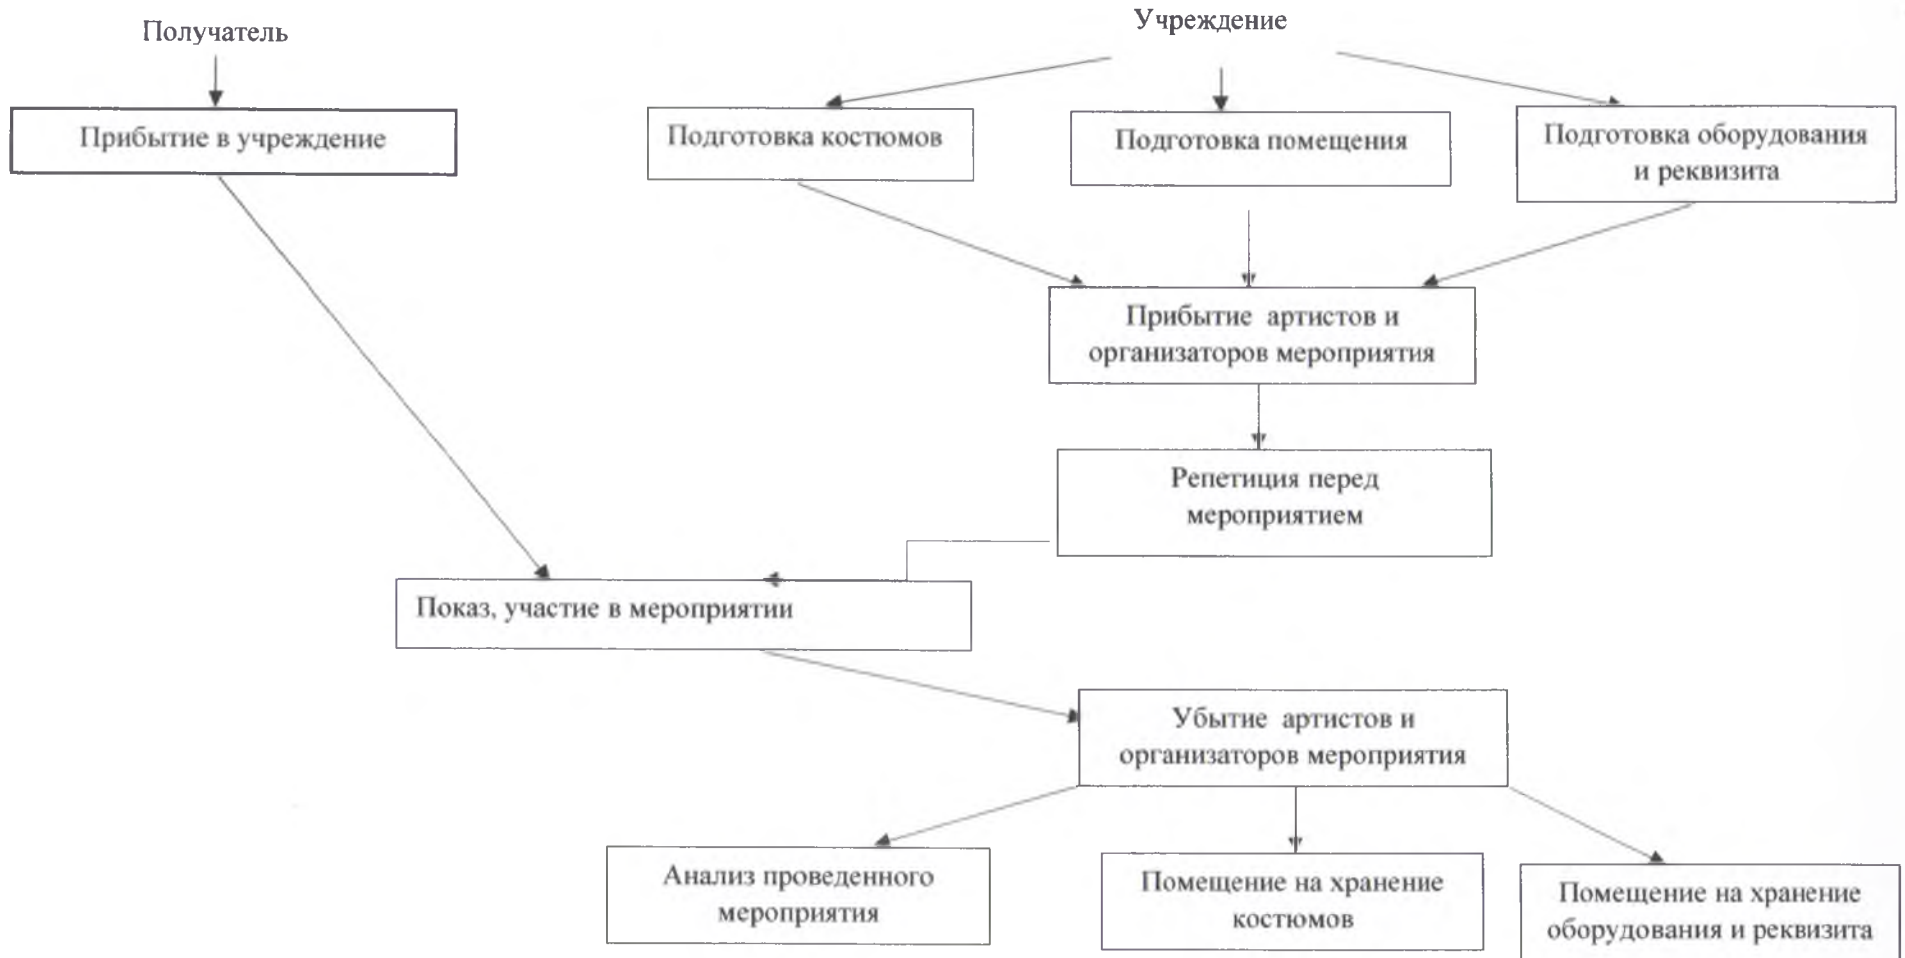 Получатель
Учреждение
Прибытие в учреждение
Подготовка костюмов
Подготовка помещения
Подготовка оборудования
и реквизита
Прибытие артистов и
организаторов мероприятия
Репетиция перед
мероприятием
Показ, участие в мероприятии
Убытие артистов и
организаторов мероприятия
Анализ проведенного
мероприятия
Помещение на хранение
костюмов
Помещение на хранение
оборудования и реквизита